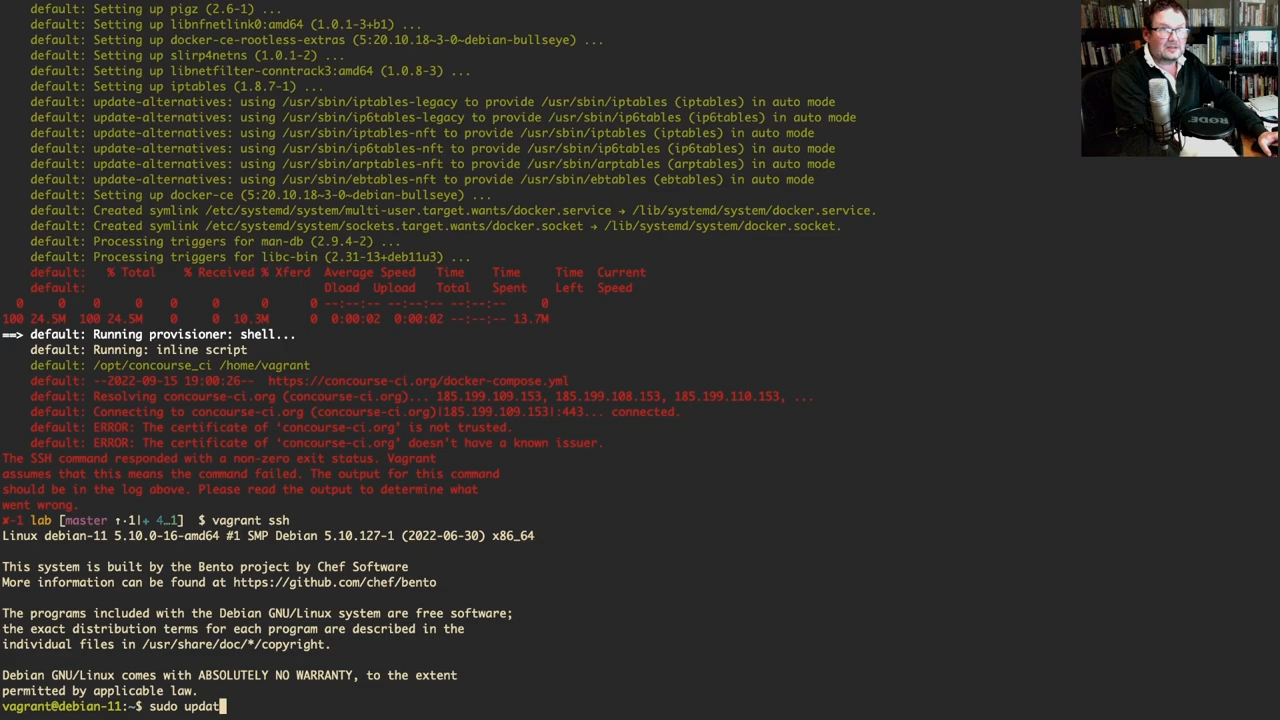 default: Setting up pigz (2.6-1) ...
default: Setting up libnfnetlink0:amd64 (1.0.1-3+b1) ...
default: Setting up docker-ce-rootless-extras (5:20.10.18~3-0~debian-bullseye) ...
default: Setting up slirp4netns (1.0.1-2) ...
default: Setting up libnetfilter-conntrack3:amd64 (1.0.8-3) ...
default: Setting up iptables (1.8.7-1) ...
default: update-alternatives: using /usr/sbin/iptables-legacy to provide /usr/sbin/iptables (iptables) in auto mode
default: update-alternatives: using /usr/sbin/ip6tables-legacy to provide /usr/sbin/ip6tables (ip6tables) in auto mode
default: update-alternatives: using /usr/sbin/iptables-nft to provide /usr/sbin/iptables (iptables) in auto mode
default: update-alternatives: using /usr/sbin/ip6tables-nft to provide /usr/sbin/ip6tables (ip6tables) in auto mode
default: update-alternatives: using /usr/sbin/arptables-nft to provide /usr/sbin/arptables (arptables) in auto mode
default: update-alternatives: using /usr/sbin/ebtables-nft to provide /usr/sbin/ebtables (ebtables) in auto mode
default: Setting up docker-ce (5:20.10.18~3-0~debian-bullseye) ...
default: Created symlink /etc/systemd/system/multi-user.target.wants/docker.service → /lib/systemd/system/docker.service.
default: Created symlink /etc/systemd/system/sockets.target.wants/docker.socket → /lib/systemd/system/docker.socket.
default: Processing triggers for man-db (2.9.4-2) ...
default: Processing triggers for libc-bin (2.31-13+deb11u3) ...
default:   % Total    % Received % Xferd  Average Speed   Time    Time     Time  Current
default:                                  Dload  Upload   Total   Spent    Left  Speed
0     0    0     0    0     0      0      0 --:--:-- --:--:-- --:--:--     0
100 24.5M  100 24.5M    0     0  10.3M      0  0:00:02  0:00:02 --:--:-- 13.7M
==> default: Running provisioner: shell...
default: Running: inline script
default: /opt/concourse_ci /home/vagrant
default: --2022-09-15 19:00:26--  https://concourse-ci.org/docker-compose.yml
default: Resolving concourse-ci.org (concourse-ci.org)... 185.199.109.153, 185.199.108.153, 185.199.110.153, ...
default: Connecting to concourse-ci.org (concourse-ci.org)|185.199.109.153|:443... connected.
default: ERROR: The certificate of ‘concourse-ci.org’ is not trusted.
default: ERROR: The certificate of ‘concourse-ci.org’ doesn't have a known issuer.
The SSH command responded with a non-zero exit status. Vagrant
assumes that this means the command failed. The output for this command
should be in the log above. Please read the output to determine what
went wrong.
✘-1 lab [master ↑·1|✚ 4…1]  $ vagrant ssh
Linux debian-11 5.10.0-16-amd64 #1 SMP Debian 5.10.127-1 (2022-06-30) x86_64
This system is built by the Bento project by Chef Software
More information can be found at https://github.com/chef/bento
The programs included with the Debian GNU/Linux system are free software;
the exact distribution terms for each program are described in the
individual files in /usr/share/doc/*/copyright.
Debian GNU/Linux comes with ABSOLUTELY NO WARRANTY, to the extent
permitted by applicable law.
vagrant@debian-11:~$ sudo updat
RØDE